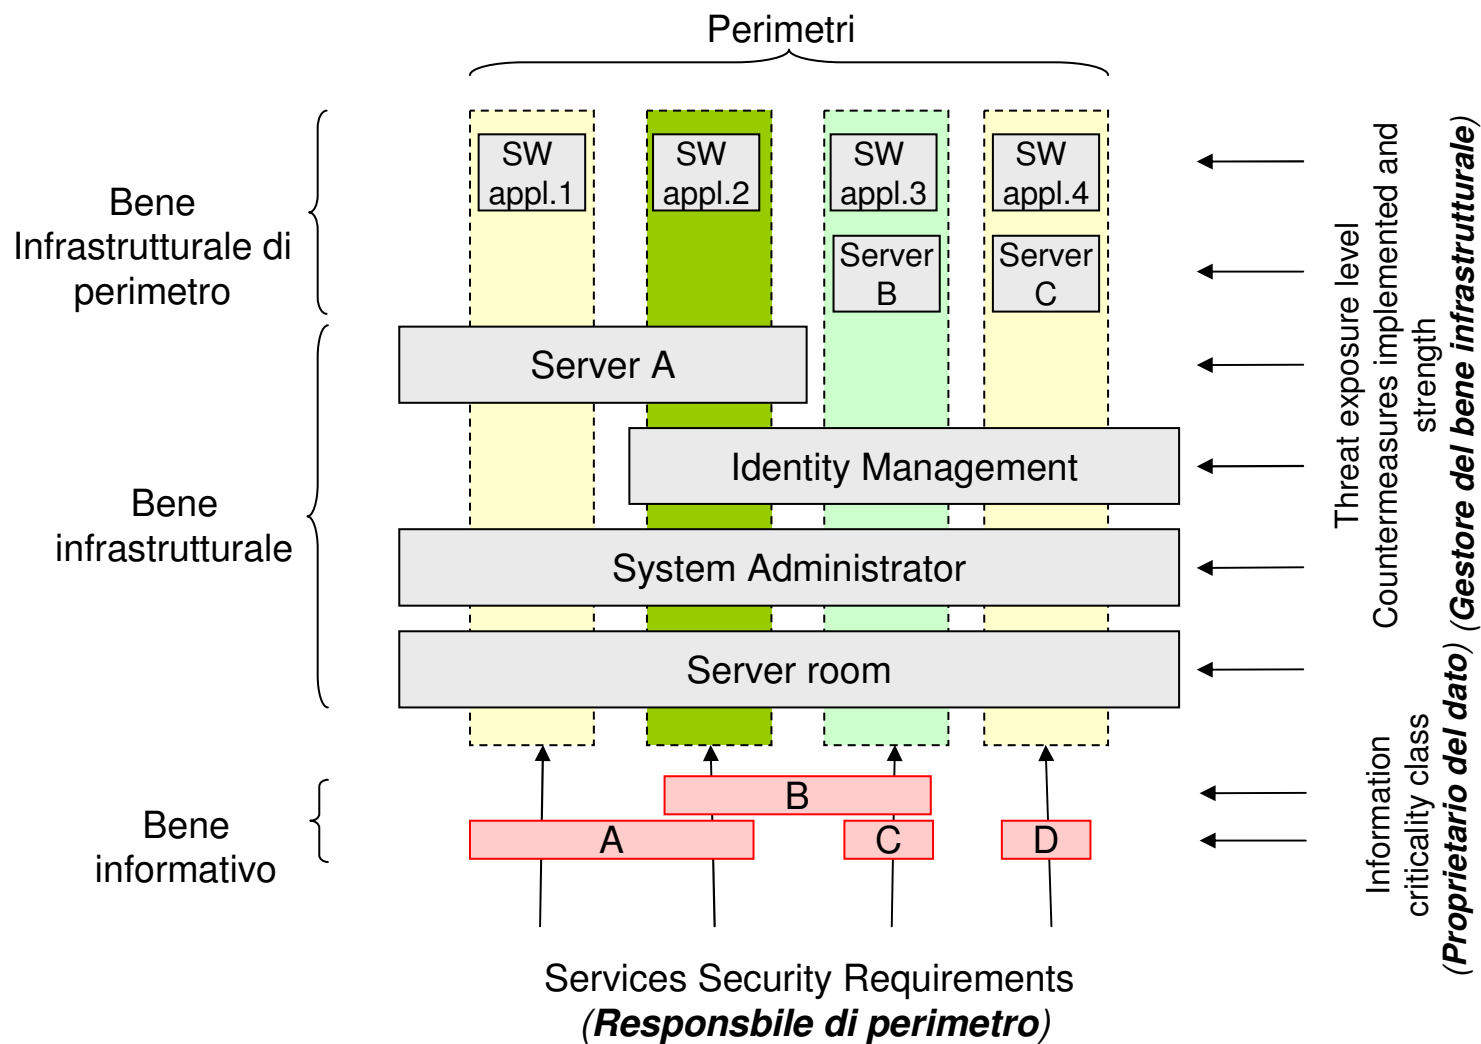 Perimetri
SW
appl.1
SW
appl.2
SW
appl.3
SW
appl.4
Server
B
Server
C
Bene
Infrastrutturale di
perimetro
Server A
Identity Management
System Administrator
Server room
Bene
infrastrutturale
B
A
C
D
Bene
informativo
Threat exposure level
Countermeasures implemented and
strength
(Gestore del bene infrastrutturale)
Information
criticality class
(Proprietario del dato)
Services Security Requirements
(Responsbile di perimetro)